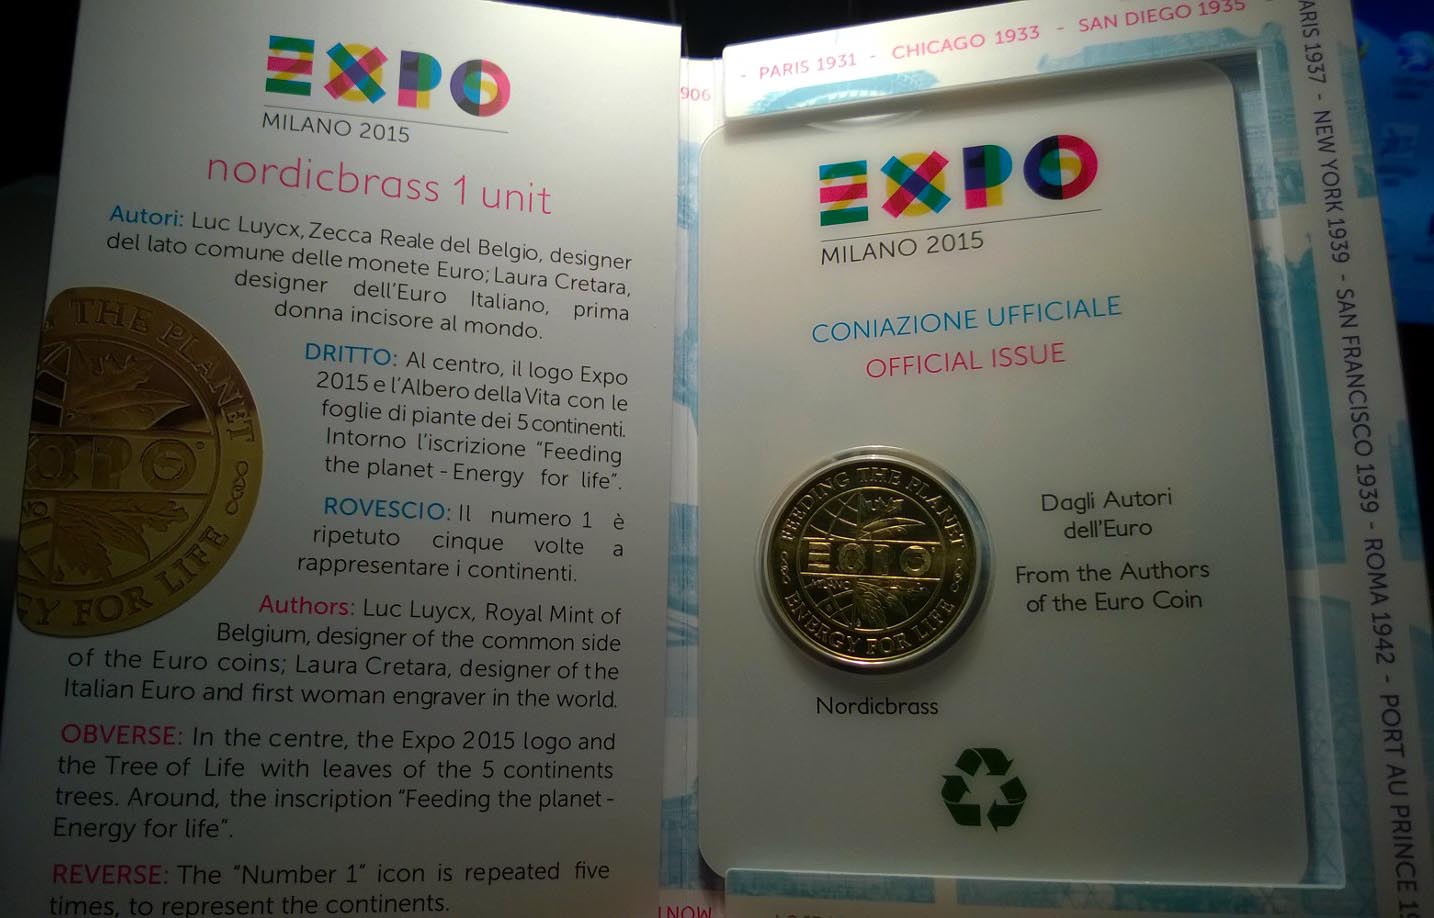 EXPO
MILANO 2015
nordicbrass 1 unit
Autori: Luc Luycx, Zecca Reale del Belgio, designer
del lato comune delle monete Euro; Laura Cretara,
designer dell'Euro Italiano, prima
donna incisore al mondo.
DRITTO: Al centro, il logo Expo
2015 e l'Albero della Vita con le
foglie di piante dei 5 continenti.
Intorno l'iscrizione "Feeding
the planet - Energy for life".
ROVESCIO: Il numero 1 è
ripetuto cinque volte a
rappresentare i continenti.
Authors: Luc Luycx, Royal Mint of
Belgium, designer of the common side
of the Euro coins; Laura Cretara, designer of the
Italian Euro and first woman engraver in the world.
OBVERSE: In the centre, the Expo 2015 logo and
the Tree of Life with leaves of the 5 continents
trees. Around, the inscription "Feeding the planet -
Energy for life".
REVERSE: The "Number 1" icon is repeated five
times, to represent the continents.
THE PLANET
FOR LIFE
906
- PARIS 1931 - CHICAGO 1933 - SAN DIEGO 1935
PARIS 1937 - NEW YORK 1939 - SAN FRANCISCO 1939 - ROMA 1942 - PORT AU PRINCE
EXPO
MILANO 2015
CONIAZIONE UFFICIALE
OFFICIAL ISSUE
FEEDING THE PLANET
EXPO
MILANO
ENERGY FOR LIFE
Dagli Autori
dell'Euro
From the Authors
of the Euro Coin
Nordicbrass